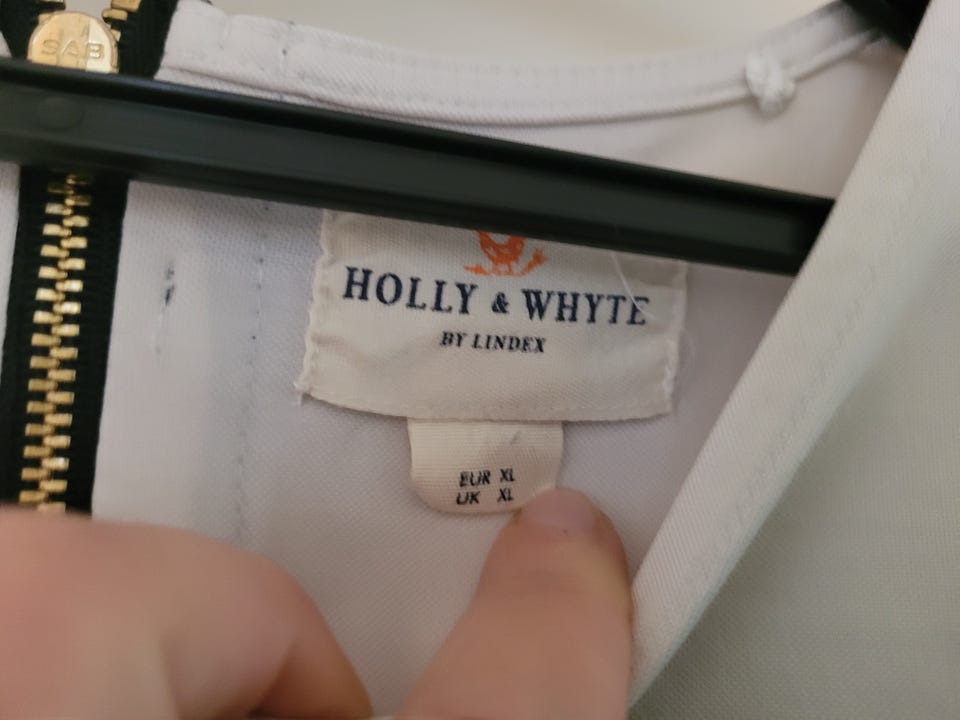 SAB
HOLLY & WHYTE
BY LINDEX
EUR XL
UK XL